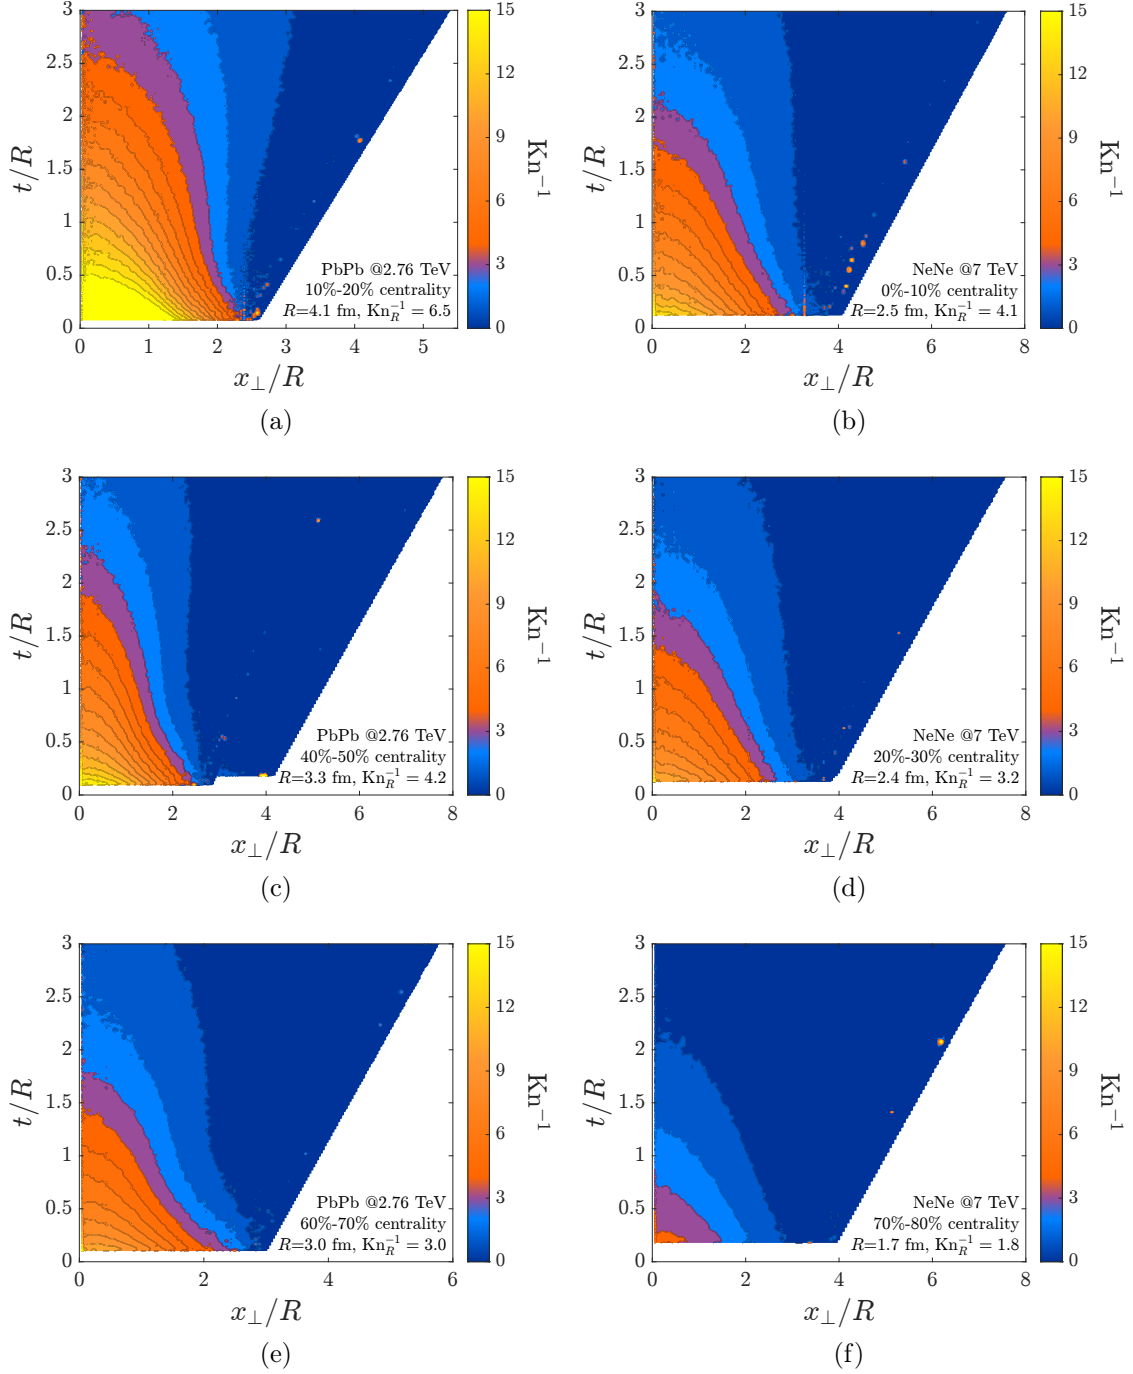 3
2.5
2
1.5
1
0.5
0
t/R
0 1 2 3 4 5
x⊥/R
PbPb @2.76 TeV
10%-20% centrality
R=4.1 fm, Kn_R^−1 = 6.5
15
12
9
6
3
0
Kn^−1
(a)
3
2.5
2
1.5
1
0.5
0
t/R
0 2 4 6 8
x⊥/R
NeNe @7 TeV
0%-10% centrality
R=2.5 fm, Kn_R^−1 = 4.1
15
12
9
6
3
0
Kn^−1
(b)
3
2.5
2
1.5
1
0.5
0
t/R
0 2 4 6 8
x⊥/R
PbPb @2.76 TeV
40%-50% centrality
R=3.3 fm, Kn_R^−1 = 4.2
15
12
9
6
3
0
Kn^−1
(c)
3
2.5
2
1.5
1
0.5
0
t/R
0 2 4 6 8
x⊥/R
NeNe @7 TeV
20%-30% centrality
R=2.4 fm, Kn_R^−1 = 3.2
15
12
9
6
3
0
Kn^−1
(d)
3
2.5
2
1.5
1
0.5
0
t/R
0 2 4 6
x⊥/R
PbPb @2.76 TeV
60%-70% centrality
R=3.0 fm, Kn_R^−1 = 3.0
15
12
9
6
3
0
Kn^−1
(e)
3
2.5
2
1.5
1
0.5
0
t/R
0 2 4 6 8
x⊥/R
NeNe @7 TeV
70%-80% centrality
R=1.7 fm, Kn_R^−1 = 1.8
15
12
9
6
3
0
Kn^−1
(f)